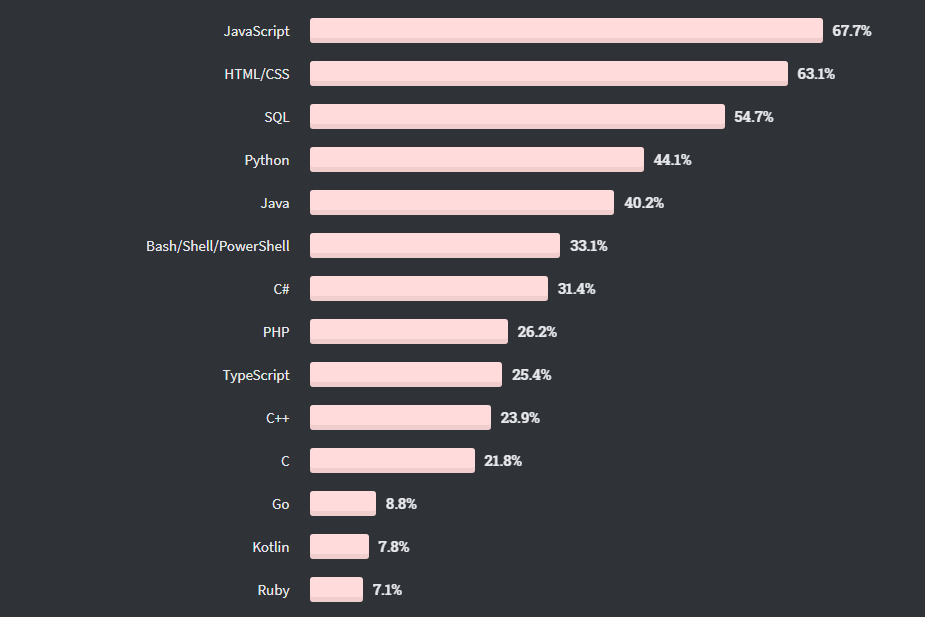 JavaScript 67.7%
HTML/CSS 63.1%
SQL 54.7%
Python 44.1%
Java 40.2%
Bash/Shell/PowerShell 33.1%
C# 31.4%
PHP 26.2%
TypeScript 25.4%
C++ 23.9%
C 21.8%
Go 8.8%
Kotlin 7.8%
Ruby 7.1%